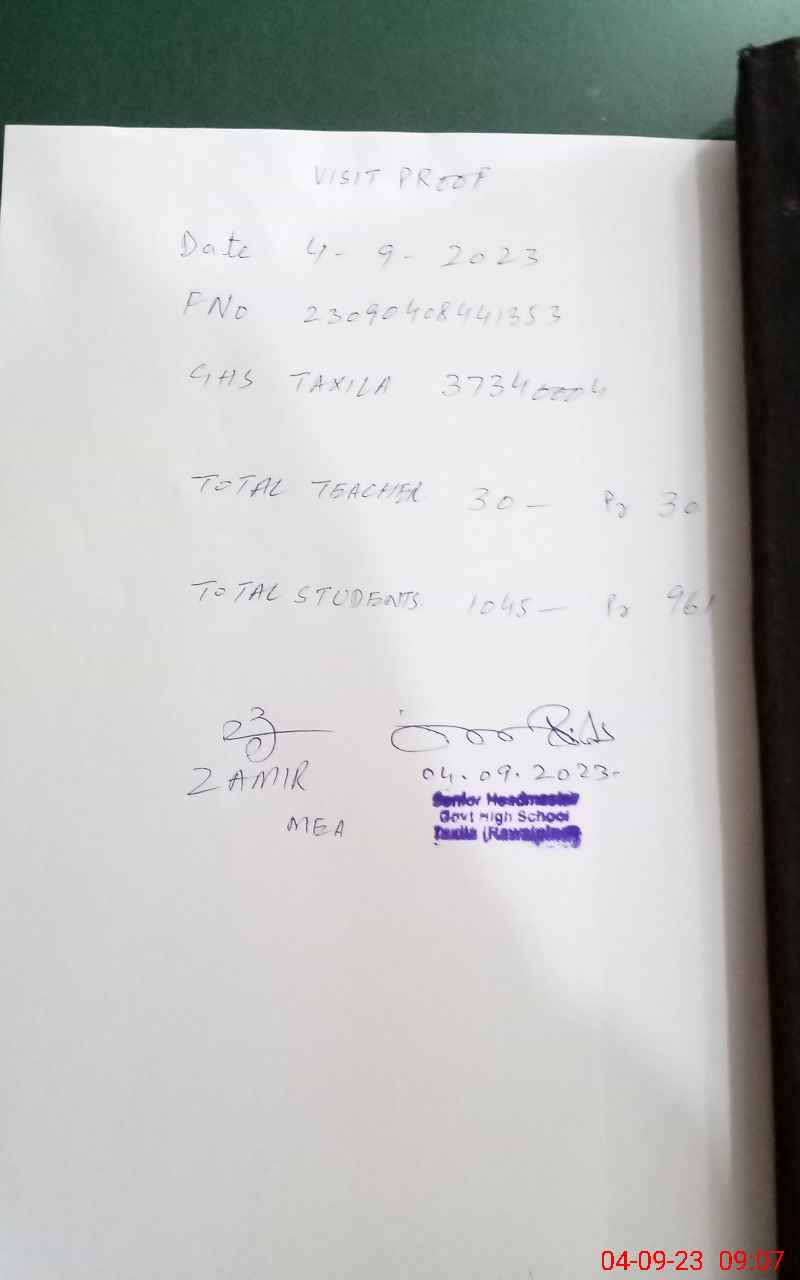 VISIT PROOF
Date 4-9-2023
FNo 23090408441353
GHS TAXILA 37340004
TOTAL TEACHER 30 - Pr 30
TOTAL STUDENTS 1045 - Pr 961
ZAMIR
04.09.2023-
MEA
Senior Headmaster
Govt High School
Taxila (Rawalpindi)
04-09-23 09:07